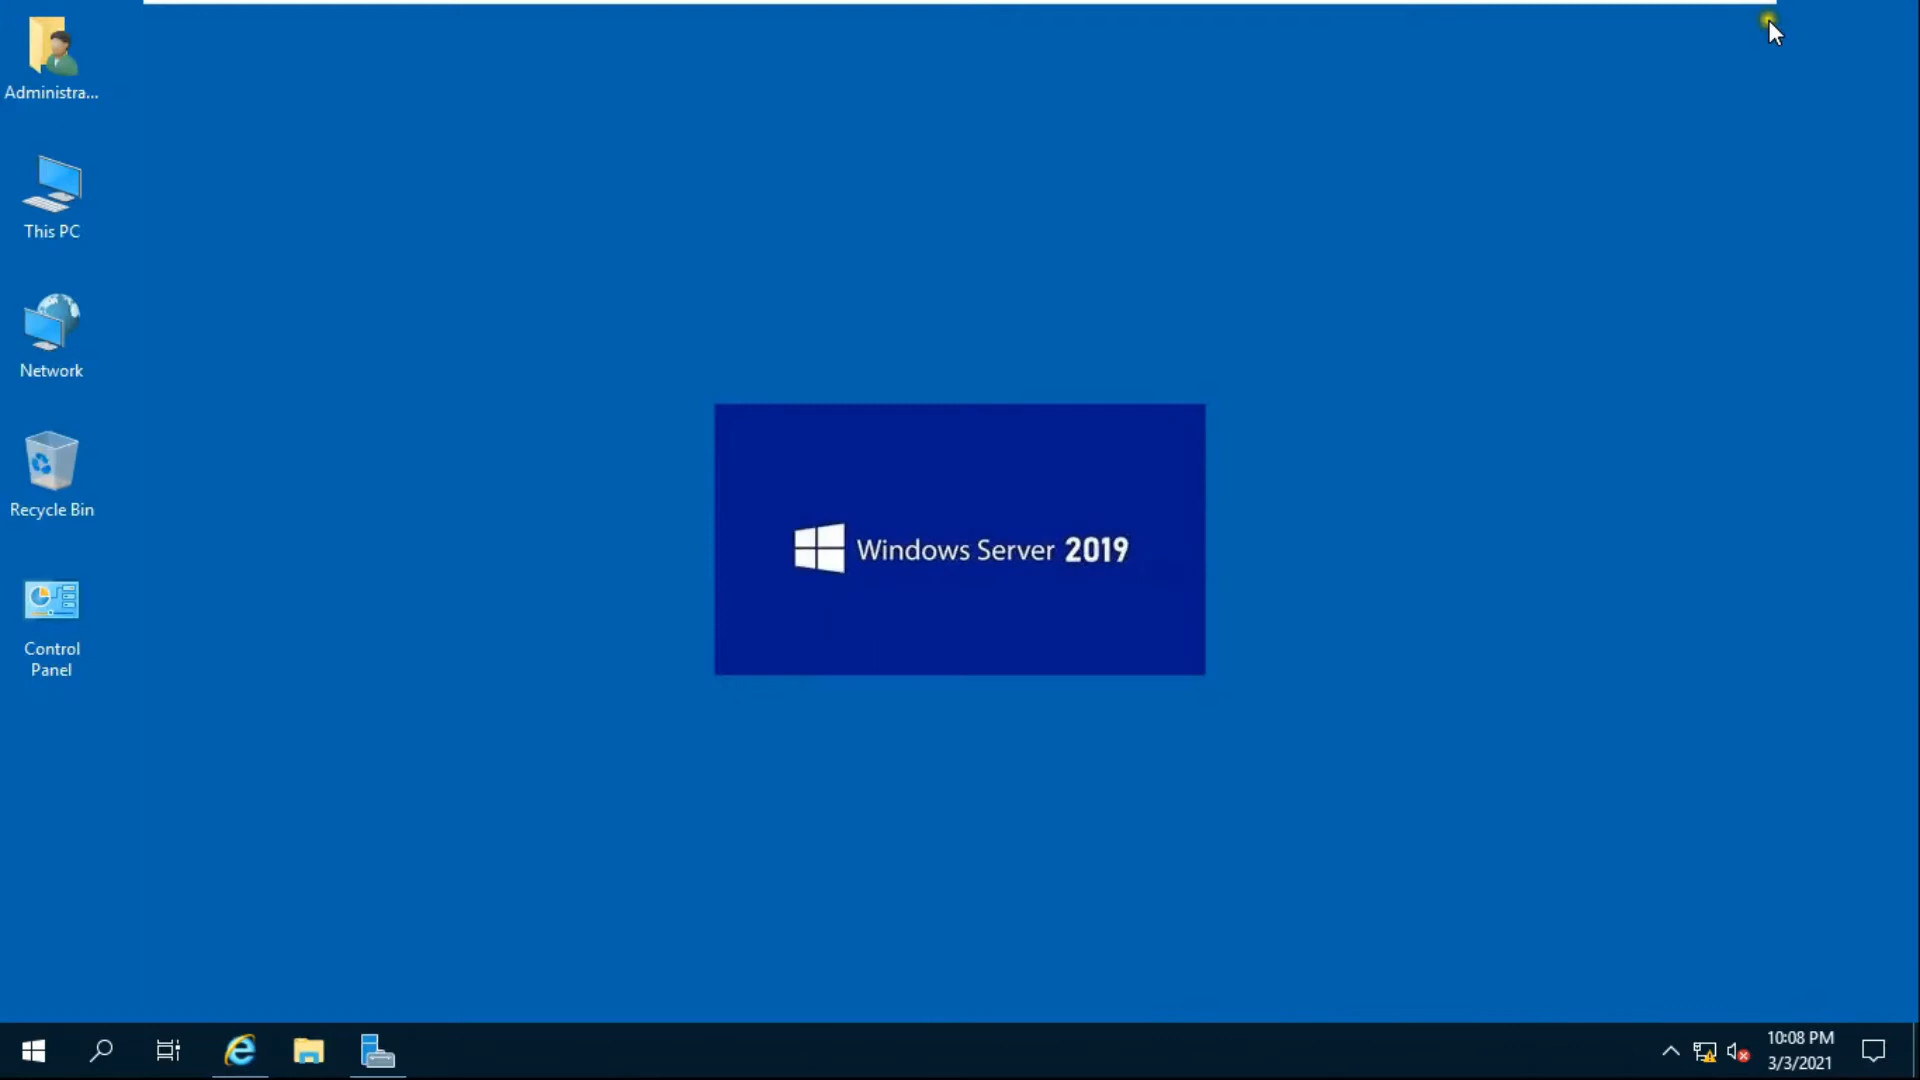 Administra...
This PC
Network
Recycle Bin
Control
Panel
Windows Server 2019
10:08 PM
3/3/2021